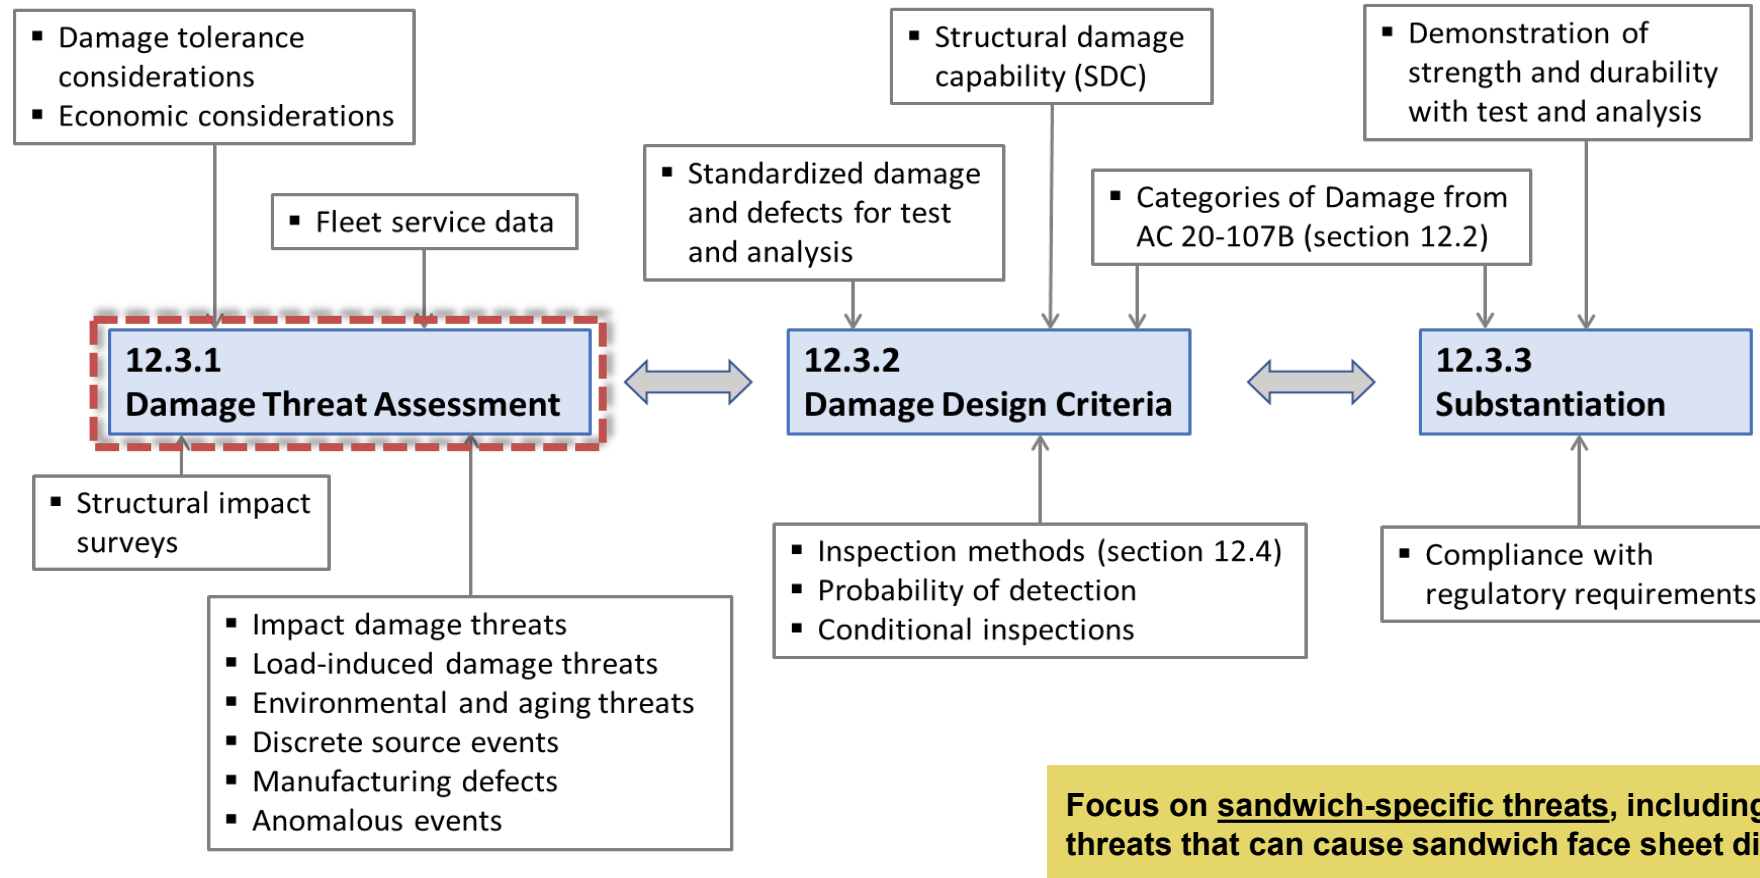 ▪ Damage tolerance
considerations
▪ Economic considerations
▪ Fleet service data
▪ Structural damage
capability (SDC)
▪ Standardized damage
and defects for test
and analysis
▪ Categories of Damage from
AC 20-107B (section 12.2)
▪ Demonstration of
strength and durability
with test and analysis
12.3.1
Damage Threat Assessment
12.3.2
Damage Design Criteria
12.3.3
Substantiation
▪ Structural impact
surveys
▪ Impact damage threats
▪ Load-induced damage threats
▪ Environmental and aging threats
▪ Discrete source events
▪ Manufacturing defects
▪ Anomalous events
▪ Inspection methods (section 12.4)
▪ Probability of detection
▪ Conditional inspections
▪ Compliance with
regulatory requirements
Focus on sandwich-specific threats, including
threats that can cause sandwich face sheet